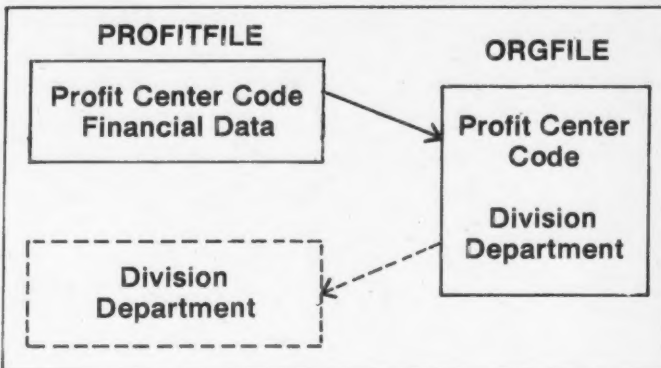 PROFITFILE
Profit Center Code
Financial Data
ORGFILE
Profit Center
Code
Division
Department
Division
Department